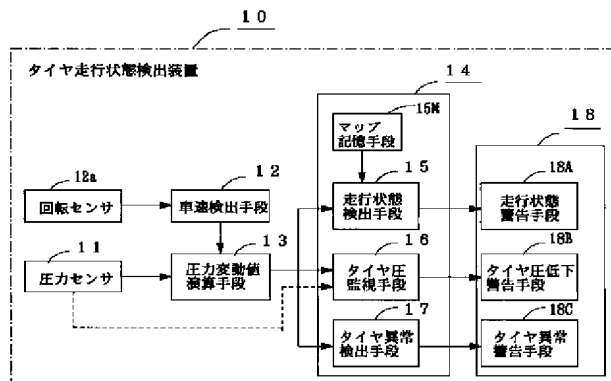 10
タイヤ走行状態検出装置
14
15M
マップ
記憶手段
18
12a
回転センサ
12
車速検出手段
15
走行状態
検出手段
18A
走行状態
警告手段
11
圧力センサ
13
圧力変動値
演算手段
16
タイヤ圧
監視手段
18B
タイヤ圧低下
警告手段
17
タイヤ異常
検出手段
18C
タイヤ異常
警告手段